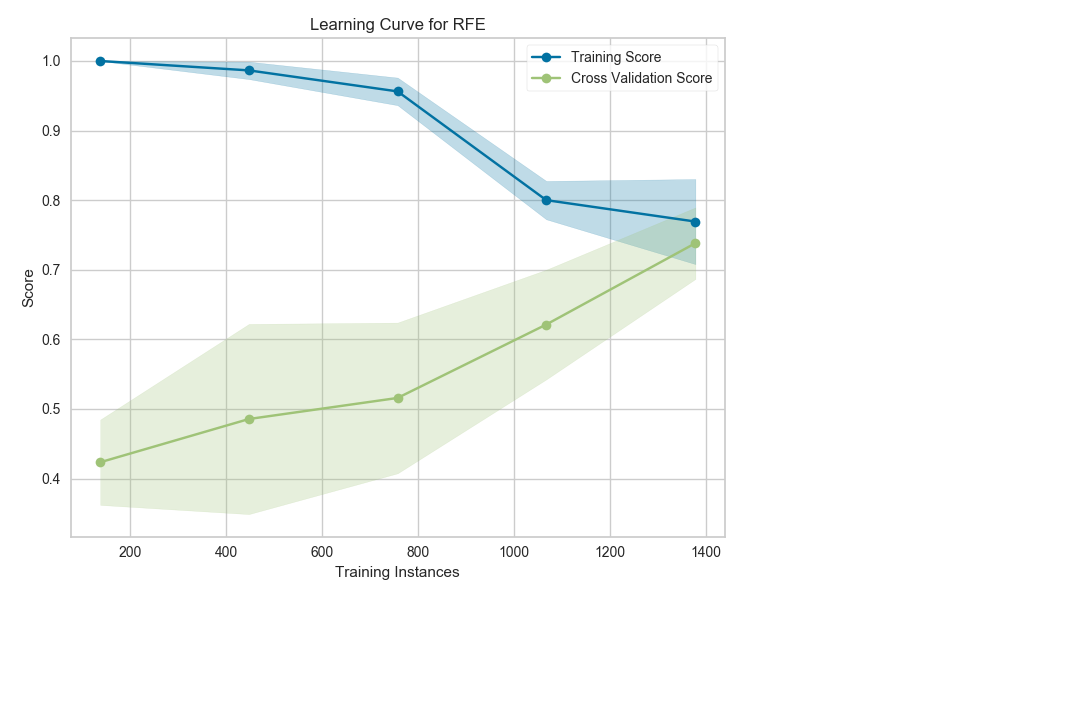 Learning Curve for RFE
Training Score
Cross Validation Score
1.0
0.9
0.8
0.7
0.6
0.5
0.4
Score
200 400 600 800 1000 1200 1400
Training Instances